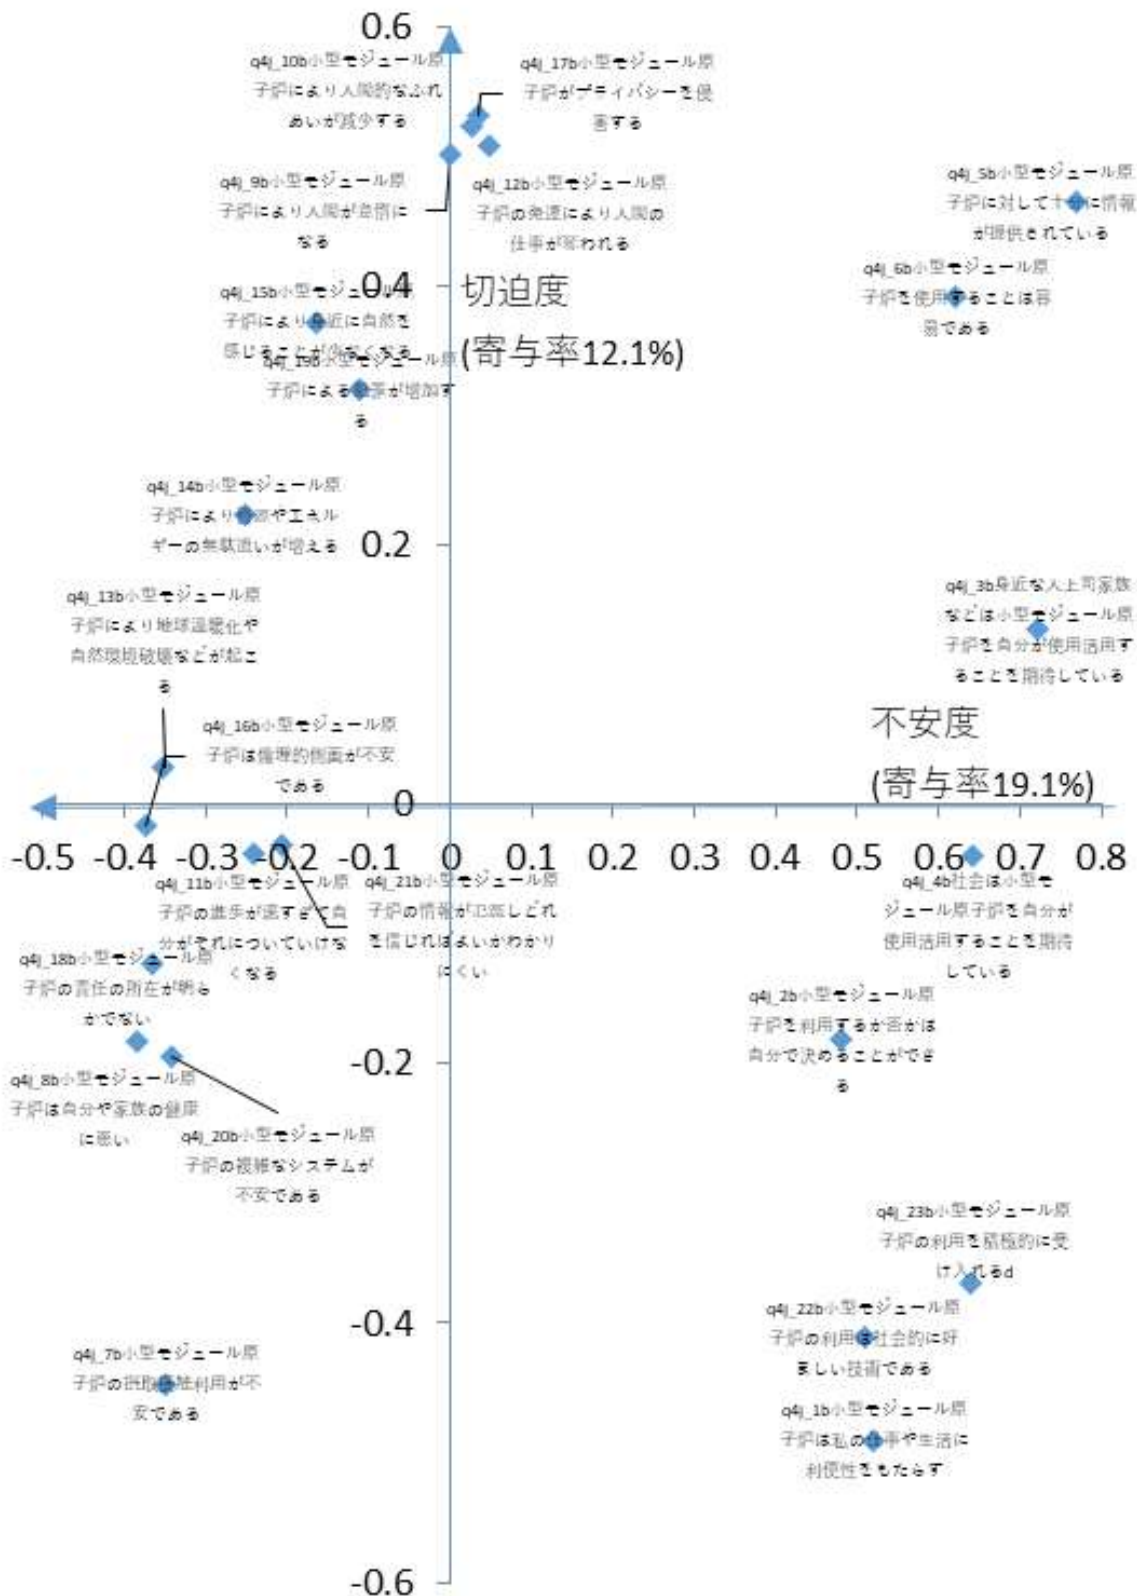 0.6
q4j_10b小型モジュール原
子炉により人間的なふれ
あいが減少する
q4j_17b小型モジュール原
子炉がプライバシーを侵
害する
q4j_9b小型モジュール原
子炉により人間が怠惰に
なる
q4j_12b小型モジュール原
子炉の発達により人間の
仕事が奪われる
q4j_5b小型モジュール原
子炉に対して十分に情報
が提供されている
q4j_6b小型モジュール原
子炉を使用することは容
易である
0.4
切迫度
(寄与率12.1%)
q4j_15b小型モジュール原
子炉により身近に自然を
感じることが少なくなる
q4j_19b小型モジュール原
子炉による が増加す
る
q4j_14b小型モジュール原
子炉により資源やエネル
ギーの無駄遣いが増える
0.2
q4j_13b小型モジュール原
子炉により地球温暖化や
自然環境破壊などが起こ
る
q4j_3b身近な人上司家族
などは小型モジュール原
子炉を自分が使用活用す
ることを期待している
q4j_16b小型モジュール原
子炉は倫理的側面が不安
である
不安度
(寄与率19.1%)
0
-0.5 -0.4 -0.3 -0.2 -0.1 0 0.1 0.2 0.3 0.4 0.5 0.6 0.7 0.8
q4j_11b小型モジュール原
子炉の進歩が速すぎて自
分がそれについていけな
くなる
q4j_21b小型モジュール原
子炉の情報が氾濫しどれ
を信じればよいかわかり
にくい
q4j_4b社会は小型モ
ジュール原子炉を自分が
使用活用することを期待
している
q4j_18b小型モジュール原
子炉の責任の所在が明ら
かでない
q4j_2b小型モジュール原
子炉を利用するか否かは
自分で決めることができ
る
-0.2
q4j_8b小型モジュール原
子炉は自分や家族の健康
に悪い
q4j_20b小型モジュール原
子炉の複雑なシステムが
不安である
q4j_23b小型モジュール原
子炉の利用を積極的に受
け入れるd
-0.4
q4j_22b小型モジュール原
子炉の利用は社会的に好
ましい技術である
q4j_7b小型モジュール原
子炉の摂取接触利用が不
安である
q4j_1b小型モジュール原
子炉は私の仕事や生活に
利便性をもたらす
-0.6